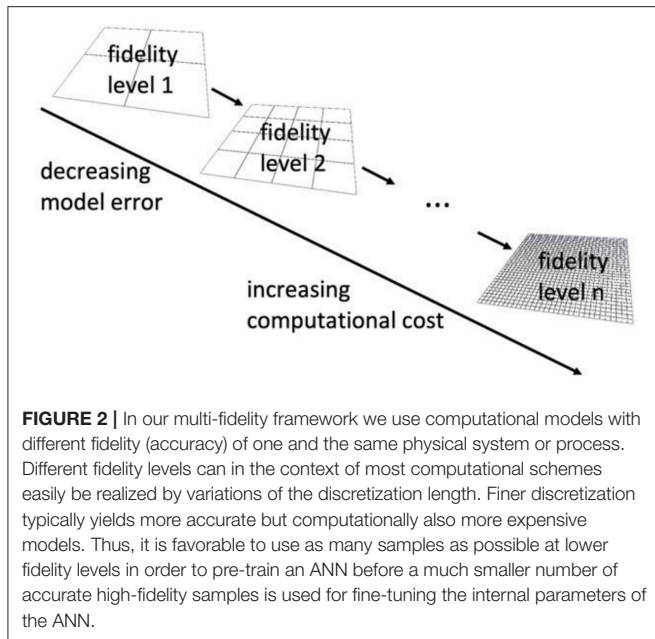 fidelity
level 1
fidelity
level 2
decreasing
model error
...
fidelity
level n
increasing
computational cost
FIGURE 2 | In our multi-fidelity framework we use computational models with
different fidelity (accuracy) of one and the same physical system or process.
Different fidelity levels can in the context of most computational schemes
easily be realized by variations of the discretization length. Finer discretization
typically yields more accurate but computationally also more expensive
models. Thus, it is favorable to use as many samples as possible at lower
fidelity levels in order to pre-train an ANN before a much smaller number of
accurate high-fidelity samples is used for fine-tuning the internal parameters of
the ANN.